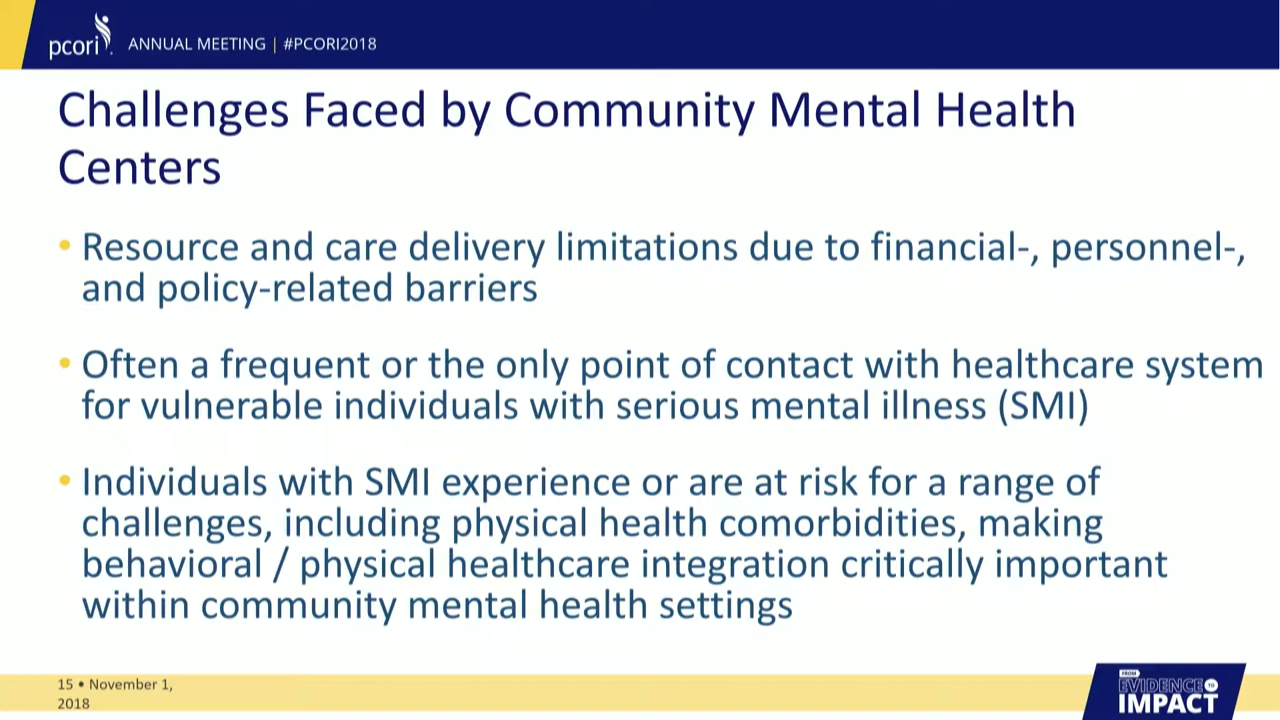 pcori. ANNUAL MEETING | #PCORI2018
Challenges Faced by Community Mental Health
Centers
• Resource and care delivery limitations due to financial-, personnel-,
and policy-related barriers
• Often a frequent or the only point of contact with healthcare system
for vulnerable individuals with serious mental illness (SMI)
• Individuals with SMI experience or are at risk for a range of
challenges, including physical health comorbidities, making
behavioral / physical healthcare integration critically important
within community mental health settings
15 • November 1,
2018
FROM
EVIDENCE TO
IMPACT